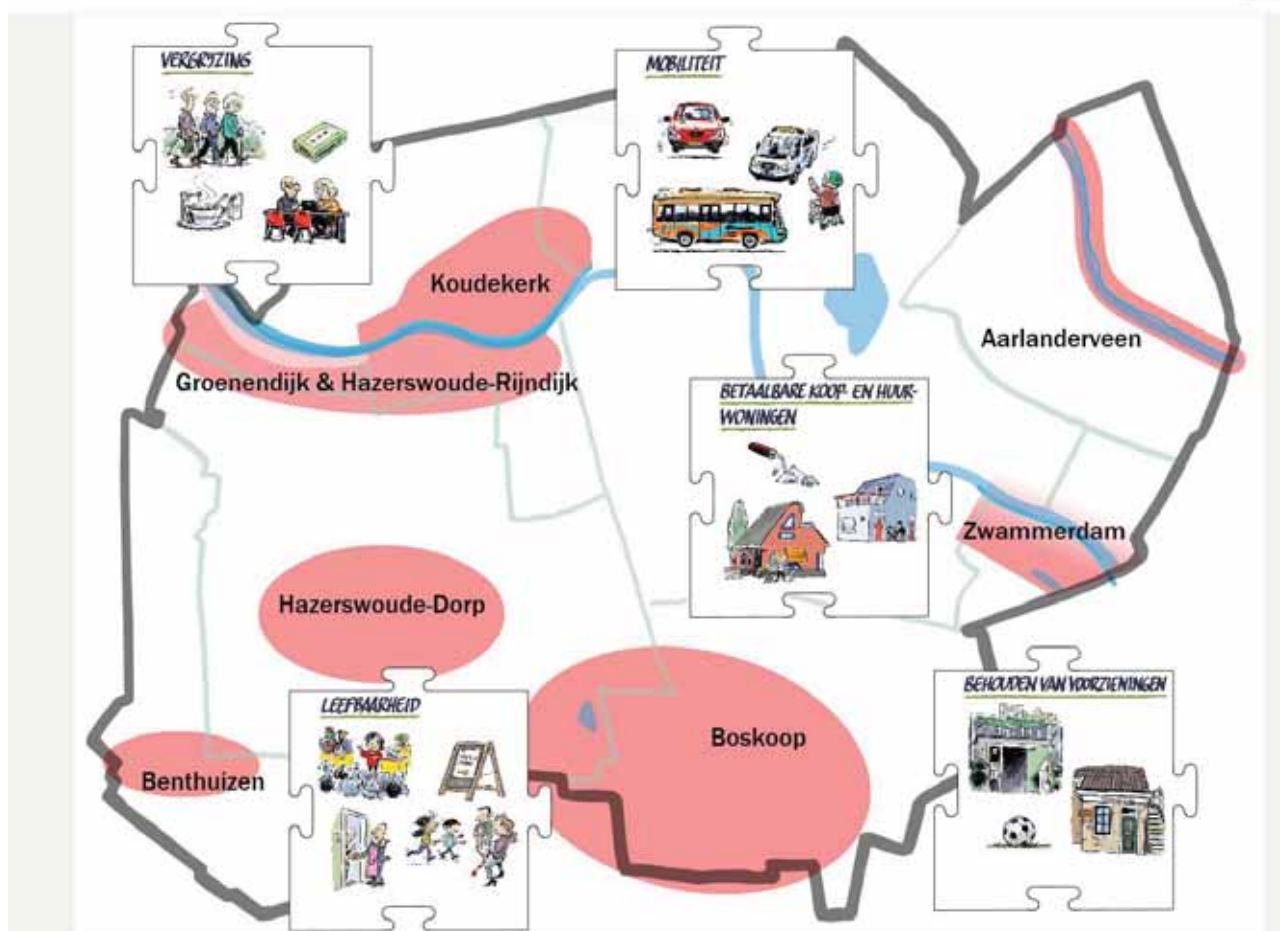 VERGRIJZING
MOBILITEIT
Koudekerk
Aarlanderveen
Groenendijk & Hazerswoude-Rijndijk
BETAALBARE KOOP- EN HUUR-
WONINGEN
Zwammerdam
Hazerswoude-Dorp
LEEFBAARHEID
BEHOUDEN VAN VOORZIENINGEN
Boskoop
Benthuizen